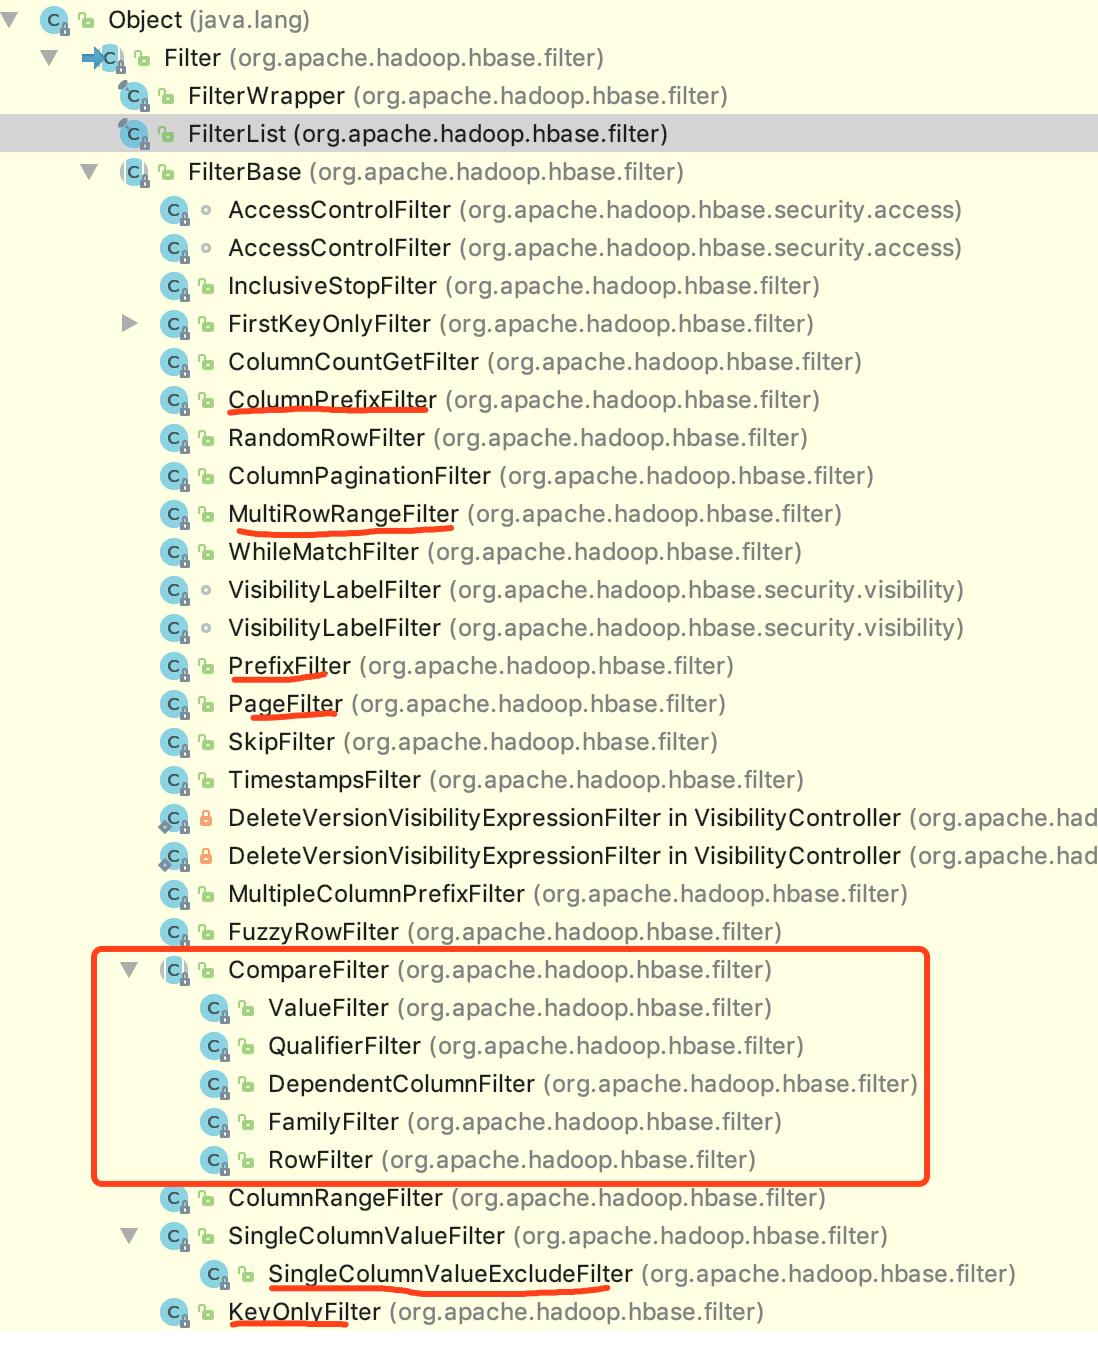 Object (java.lang)
Filter (org.apache.hadoop.hbase.filter)
FilterWrapper (org.apache.hadoop.hbase.filter)
FilterList (org.apache.hadoop.hbase.filter)
FilterBase (org.apache.hadoop.hbase.filter)
AccessControlFilter (org.apache.hadoop.hbase.security.access)
AccessControlFilter (org.apache.hadoop.hbase.security.access)
InclusiveStopFilter (org.apache.hadoop.hbase.filter)
FirstKeyOnlyFilter (org.apache.hadoop.hbase.filter)
ColumnCountGetFilter (org.apache.hadoop.hbase.filter)
ColumnPrefixFilter (org.apache.hadoop.hbase.filter)
RandomRowFilter (org.apache.hadoop.hbase.filter)
ColumnPaginationFilter (org.apache.hadoop.hbase.filter)
MultiRowRangeFilter (org.apache.hadoop.hbase.filter)
WhileMatchFilter (org.apache.hadoop.hbase.filter)
VisibilityLabelFilter (org.apache.hadoop.hbase.security.visibility)
VisibilityLabelFilter (org.apache.hadoop.hbase.security.visibility)
PrefixFilter (org.apache.hadoop.hbase.filter)
PageFilter (org.apache.hadoop.hbase.filter)
SkipFilter (org.apache.hadoop.hbase.filter)
TimestampsFilter (org.apache.hadoop.hbase.filter)
DeleteVersionVisibilityExpressionFilter in VisibilityController (org.apache.had
DeleteVersionVisibilityExpressionFilter in VisibilityController (org.apache.had
MultipleColumnPrefixFilter (org.apache.hadoop.hbase.filter)
FuzzyRowFilter (org.apache.hadoop.hbase.filter)
CompareFilter (org.apache.hadoop.hbase.filter)
ValueFilter (org.apache.hadoop.hbase.filter)
QualifierFilter (org.apache.hadoop.hbase.filter)
DependentColumnFilter (org.apache.hadoop.hbase.filter)
FamilyFilter (org.apache.hadoop.hbase.filter)
RowFilter (org.apache.hadoop.hbase.filter)
ColumnRangeFilter (org.apache.hadoop.hbase.filter)
SingleColumnValueFilter (org.apache.hadoop.hbase.filter)
SingleColumnValueExcludeFilter (org.apache.hadoop.hbase.filter)
KeyOnlyFilter (org.apache.hadoop.hbase.filter)